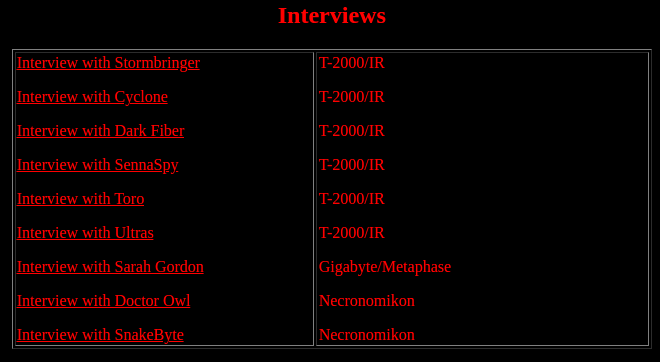 Interviews
Interview with Stormbringer T-2000/IR
Interview with Cyclone T-2000/IR
Interview with Dark Fiber T-2000/IR
Interview with SennaSpy T-2000/IR
Interview with Toro T-2000/IR
Interview with Ultras T-2000/IR
Interview with Sarah Gordon Gigabyte/Metaphase
Interview with Doctor Owl Necronomikon
Interview with SnakeByte Necronomikon